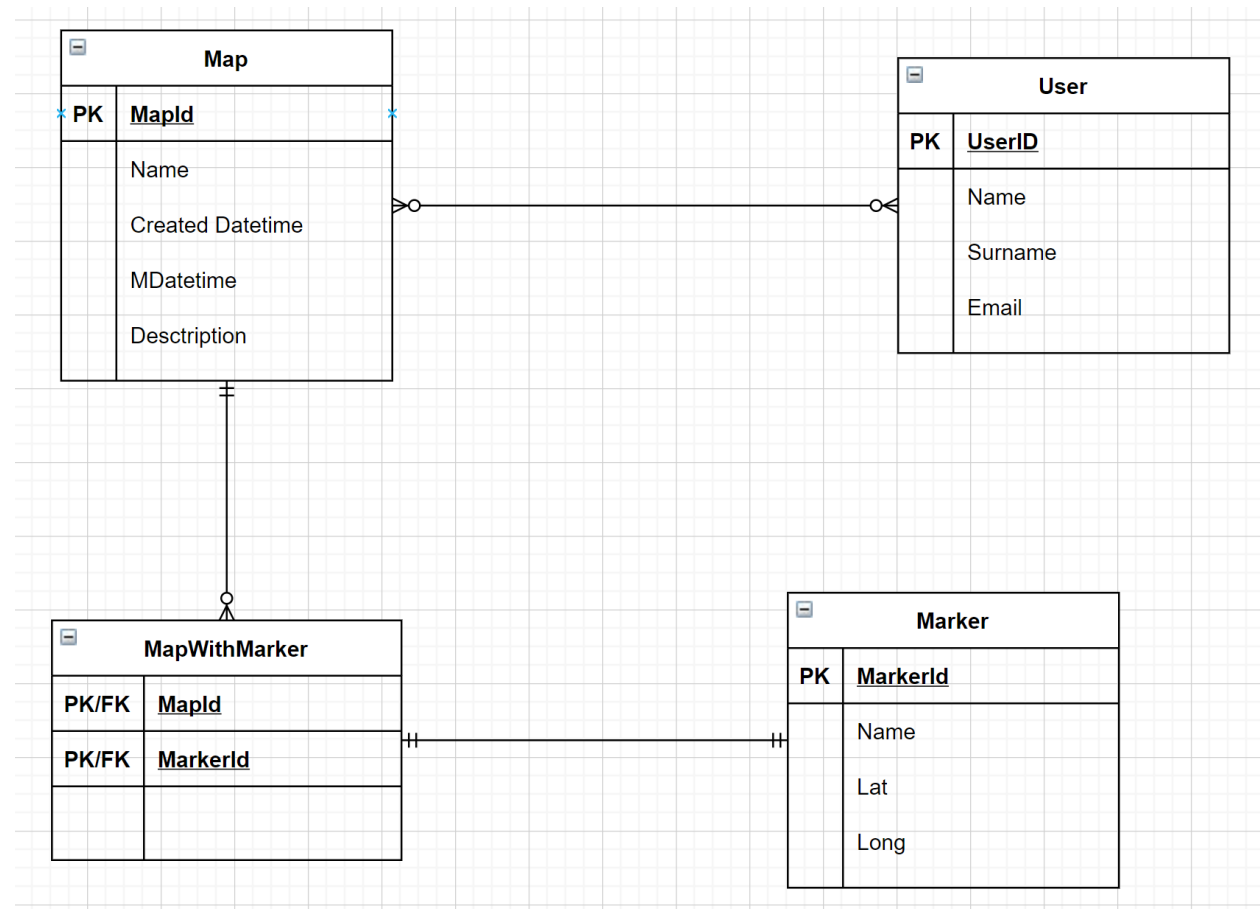 Map
PK MapId
Name
Created Datetime
MDatetime
Desctription
User
PK UserID
Name
Surname
Email
MapWithMarker
PK/FK MapId
PK/FK MarkerId
Marker
PK MarkerId
Name
Lat
Long